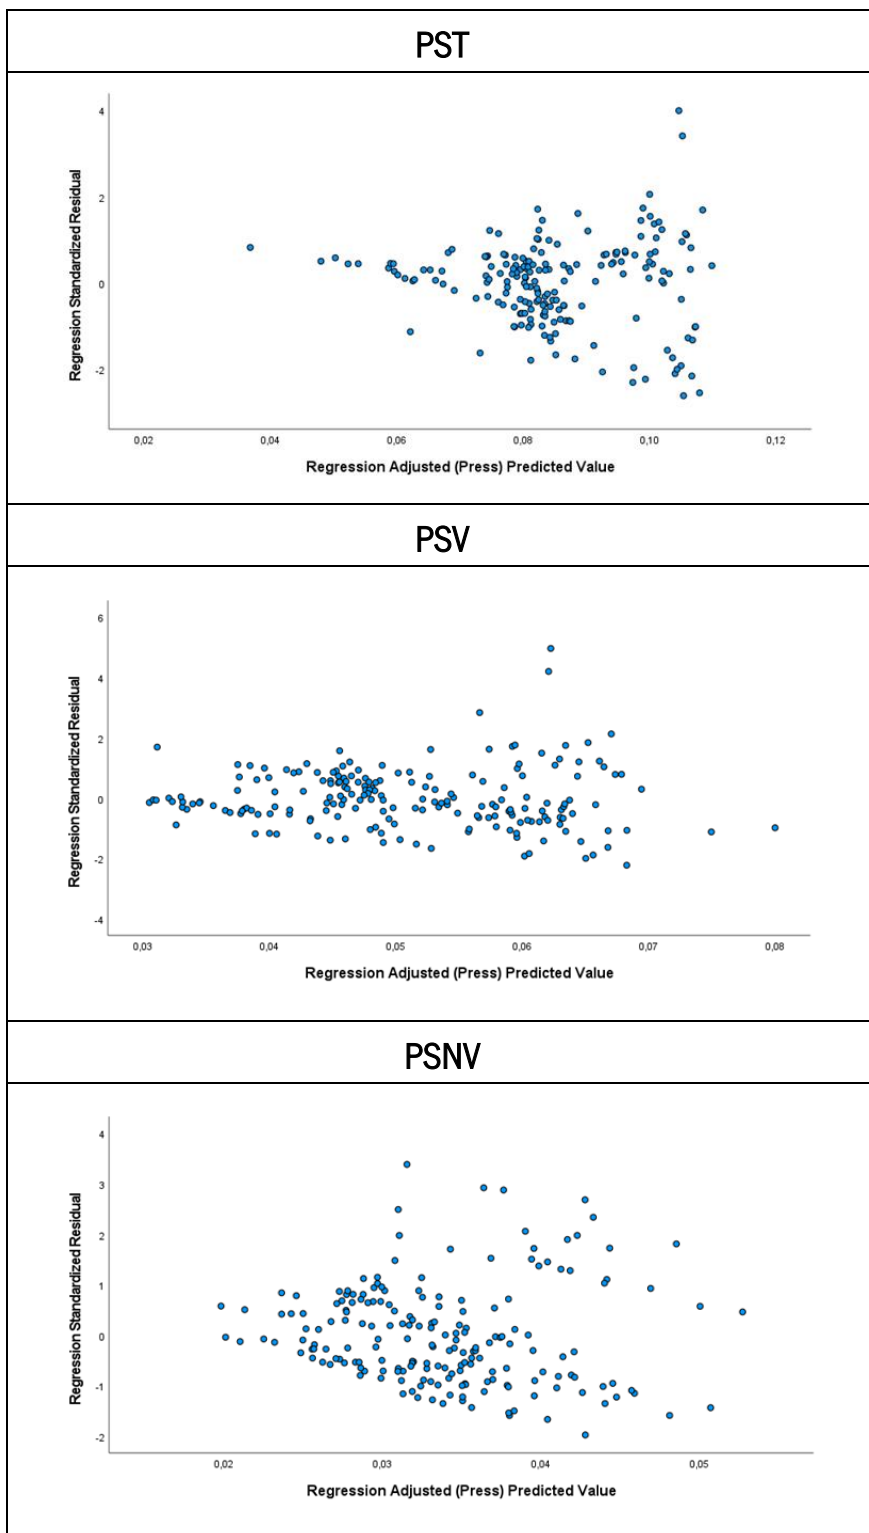 PST
4
2
0
-2
Regression Standardized Residual
0,02 0,04 0,06 0,08 0,10 0,12
Regression Adjusted (Press) Predicted Value
PSV
6
4
2
0
-2
-4
Regression Standardized Residual
0,03 0,04 0,05 0,06 0,07 0,08
Regression Adjusted (Press) Predicted Value
PSNV
4
3
2
1
0
-1
-2
Regression Standardized Residual
0,02 0,03 0,04 0,05
Regression Adjusted (Press) Predicted Value